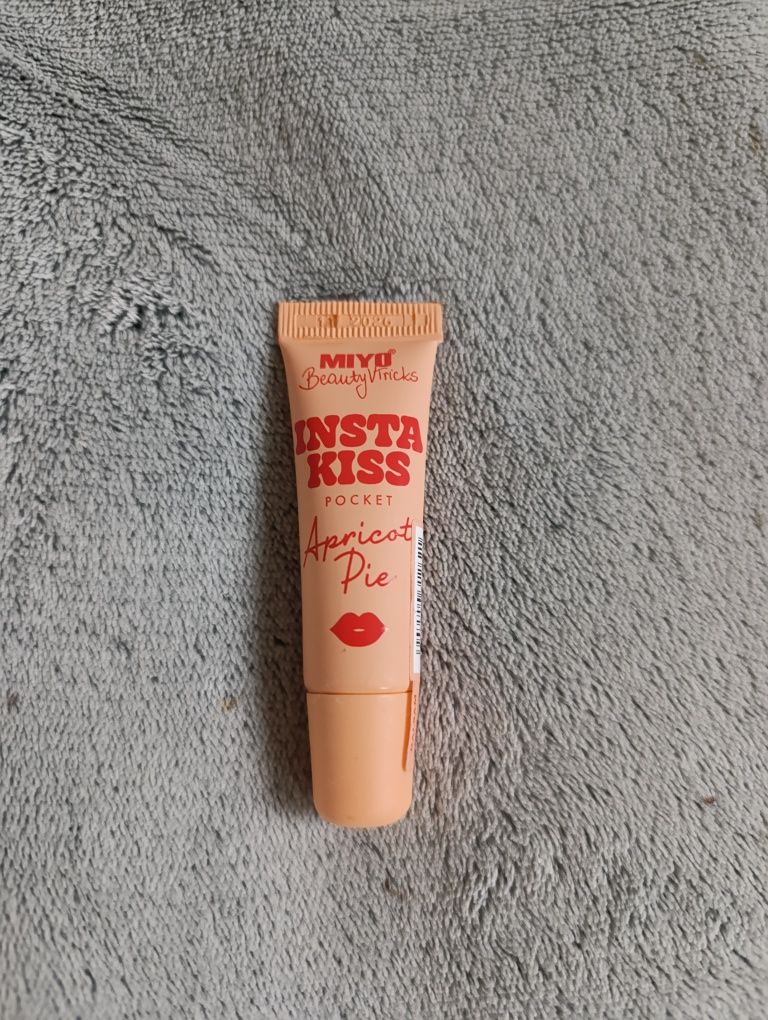 MIYO®
Beauty Tricks
INSTA
KISS
POCKET
Apricot
Pie